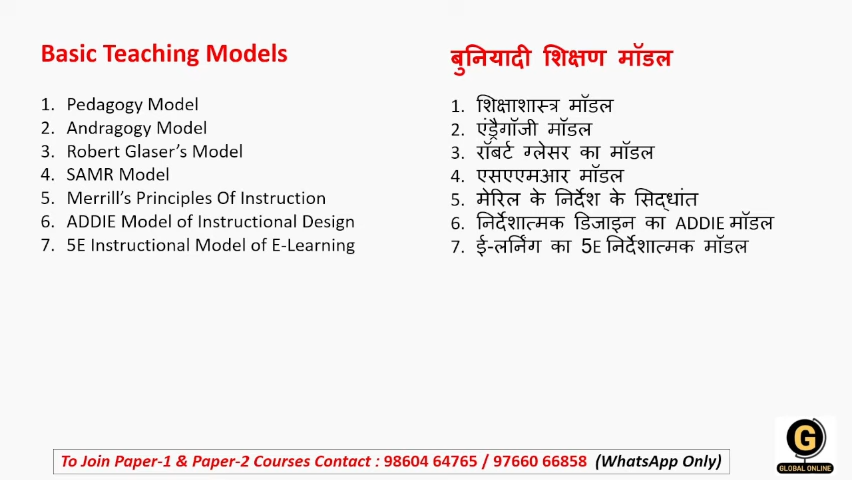 Basic Teaching Models
1. Pedagogy Model
2. Andragogy Model
3. Robert Glaser's Model
4. SAMR Model
5. Merrill's Principles Of Instruction
6. ADDIE Model of Instructional Design
7. 5E Instructional Model of E-Learning
बुनियादी शिक्षण मॉडल
1. शिक्षाशास्त्र मॉडल
2. एंड्रैगॉजी मॉडल
3. रॉबर्ट ग्लेसर का मॉडल
4. एसएएमआर मॉडल
5. मेरिल के निर्देश के सिद्धांत
6. निर्देशात्मक डिजाइन का ADDIE मॉडल
7. ई-लर्निंग का 5E निर्देशात्मक मॉडल
To Join Paper-1 & Paper-2 Courses Contact : 98604 64765 / 97660 66858 (WhatsApp Only)
G
GLOBAL ONLINE